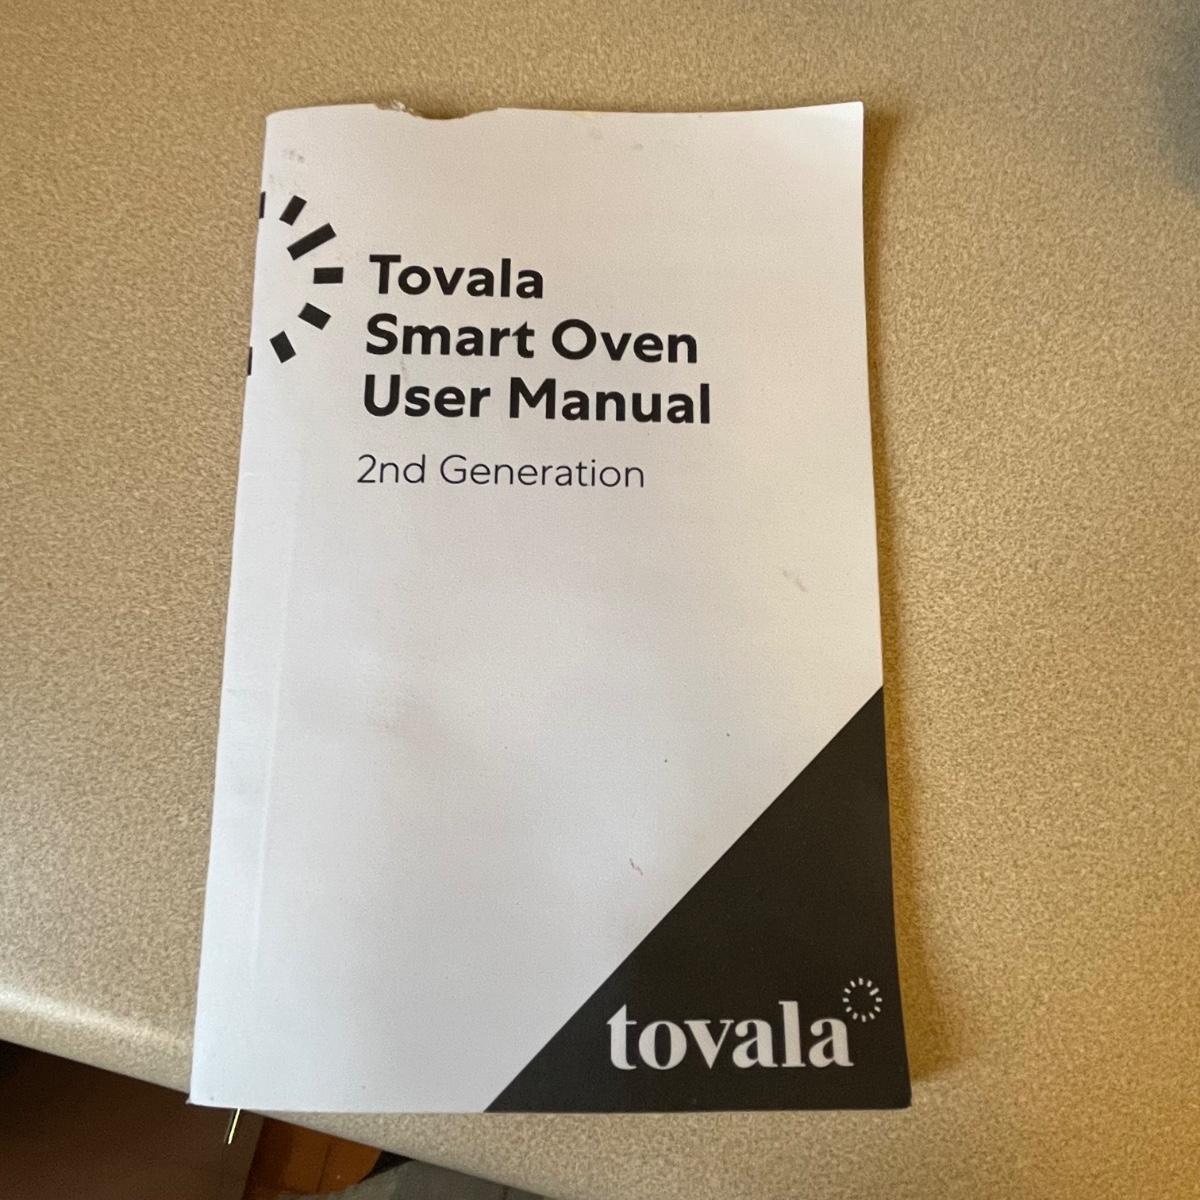 Tovala
Smart Oven
User Manual
2nd Generation
tovala